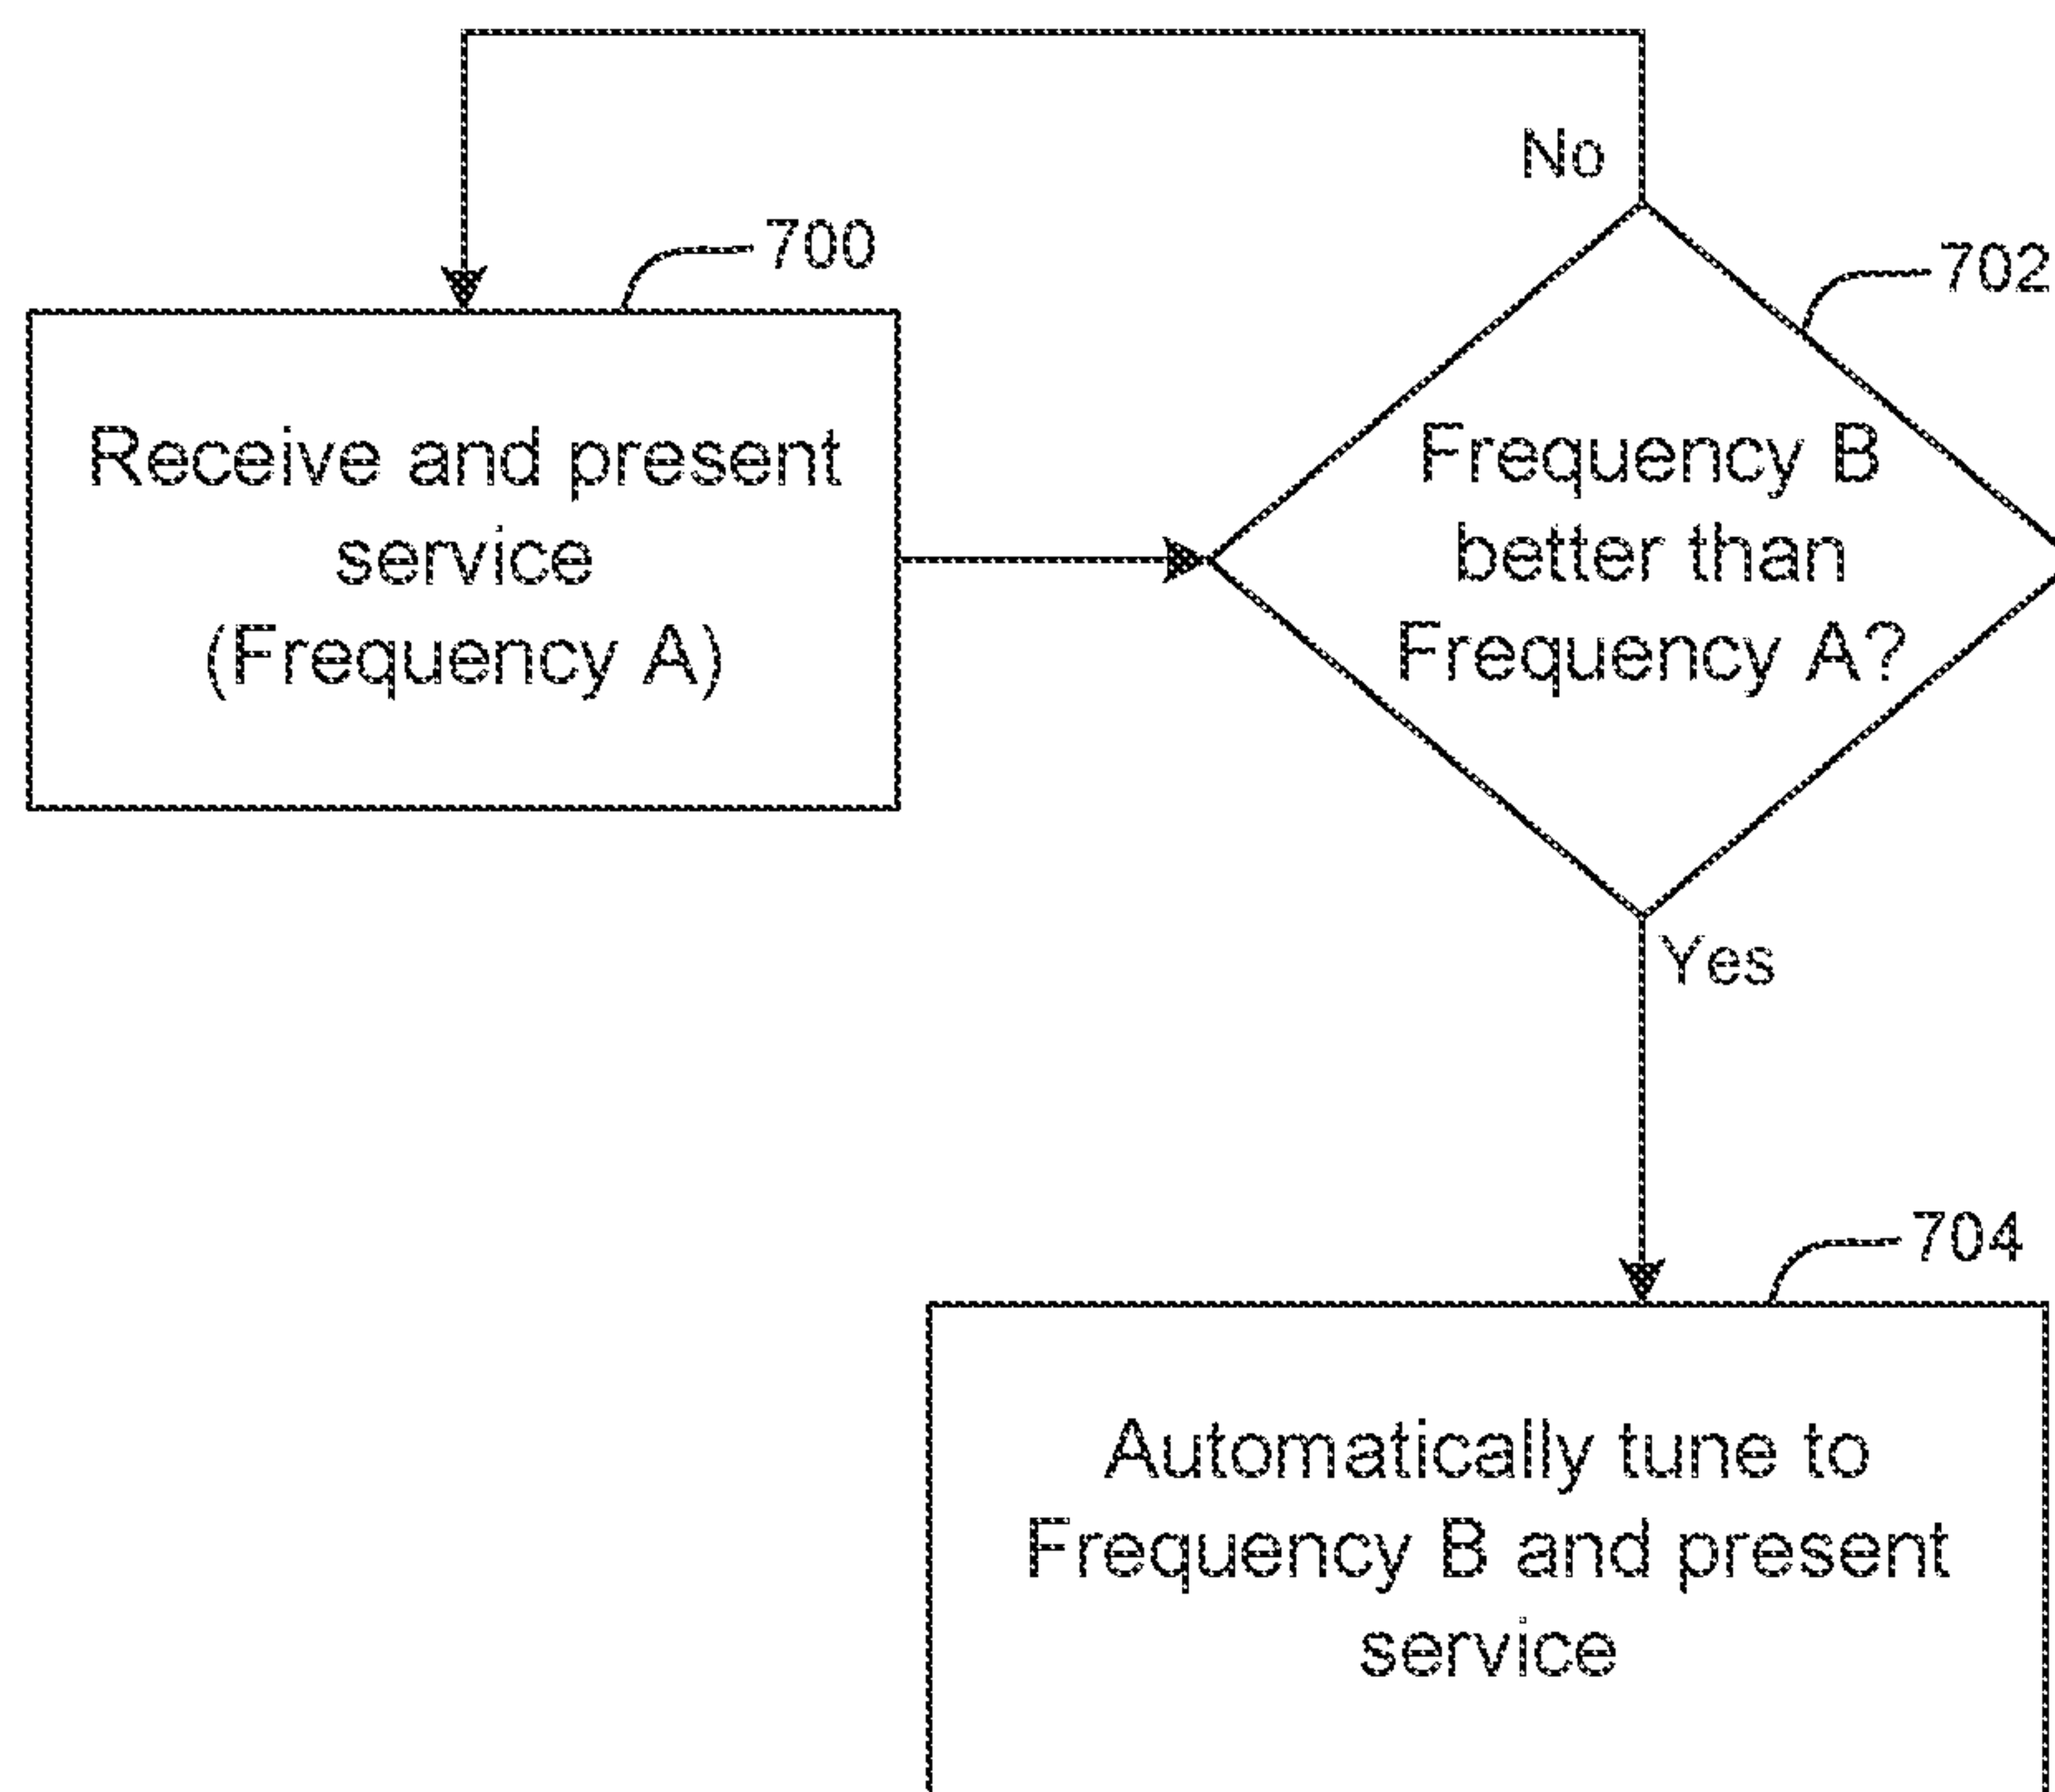 No
700
702
Receive and present
service
(Frequency A)
Frequency B
better than
Frequency A?
Yes
704
Automatically tune to
Frequency B and present
service